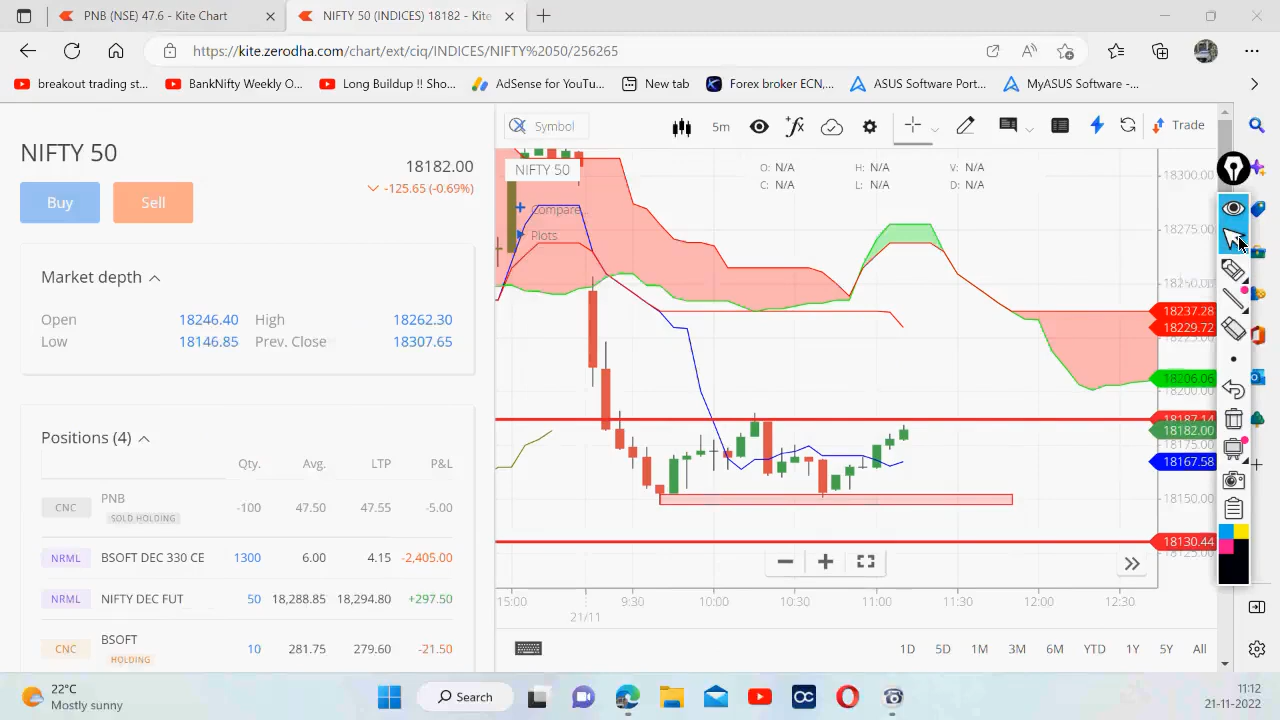 PNB (NSE) 47.6 - Kite Chart
NIFTY 50 (INDICES) 18182 - Kite
https://kite.zerodha.com/chart/ext/ciq/INDICES/NIFTY%2050/256265
breakout trading st...
BankNifty Weekly O...
Long Buildup !! Sho...
AdSense for YouTu...
New tab
Forex broker ECN,...
ASUS Software Port...
MyASUS Software -...
NIFTY 50
18182.00
-125.65 (-0.69%)
Buy
Sell
Market depth
Open 18246.40 High 18262.30
Low 18146.85 Prev. Close 18307.65
Positions (4)
Qty. Avg. LTP P&L
CNC PNB -100 47.50 47.55 -5.00
SOLD HOLDING
NRML BSOFT DEC 330 CE 1300 6.00 4.15 -2,405.00
NRML NIFTY DEC FUT 50 18,288.85 18,294.80 +297.50
CNC BSOFT 10 281.75 279.60 -21.50
HOLDING
Symbol
5m
Trade
NIFTY 50
O: N/A H: N/A V: N/A
C: N/A L: N/A D: N/A
Compare
Plots
18300.00
18275.00
18250.00
18237.28
18229.72
18225.00
18206.06
18200.00
18187.14
18182.00
18175.00
18167.58
18150.00
18130.44
18125.00
15:00 9:30 10:00 10:30 11:00 11:30 12:00 12:30
21/11
1D 5D 1M 3M 6M YTD 1Y 5Y All
22°C
Mostly sunny
Search
11:12
21-11-2022